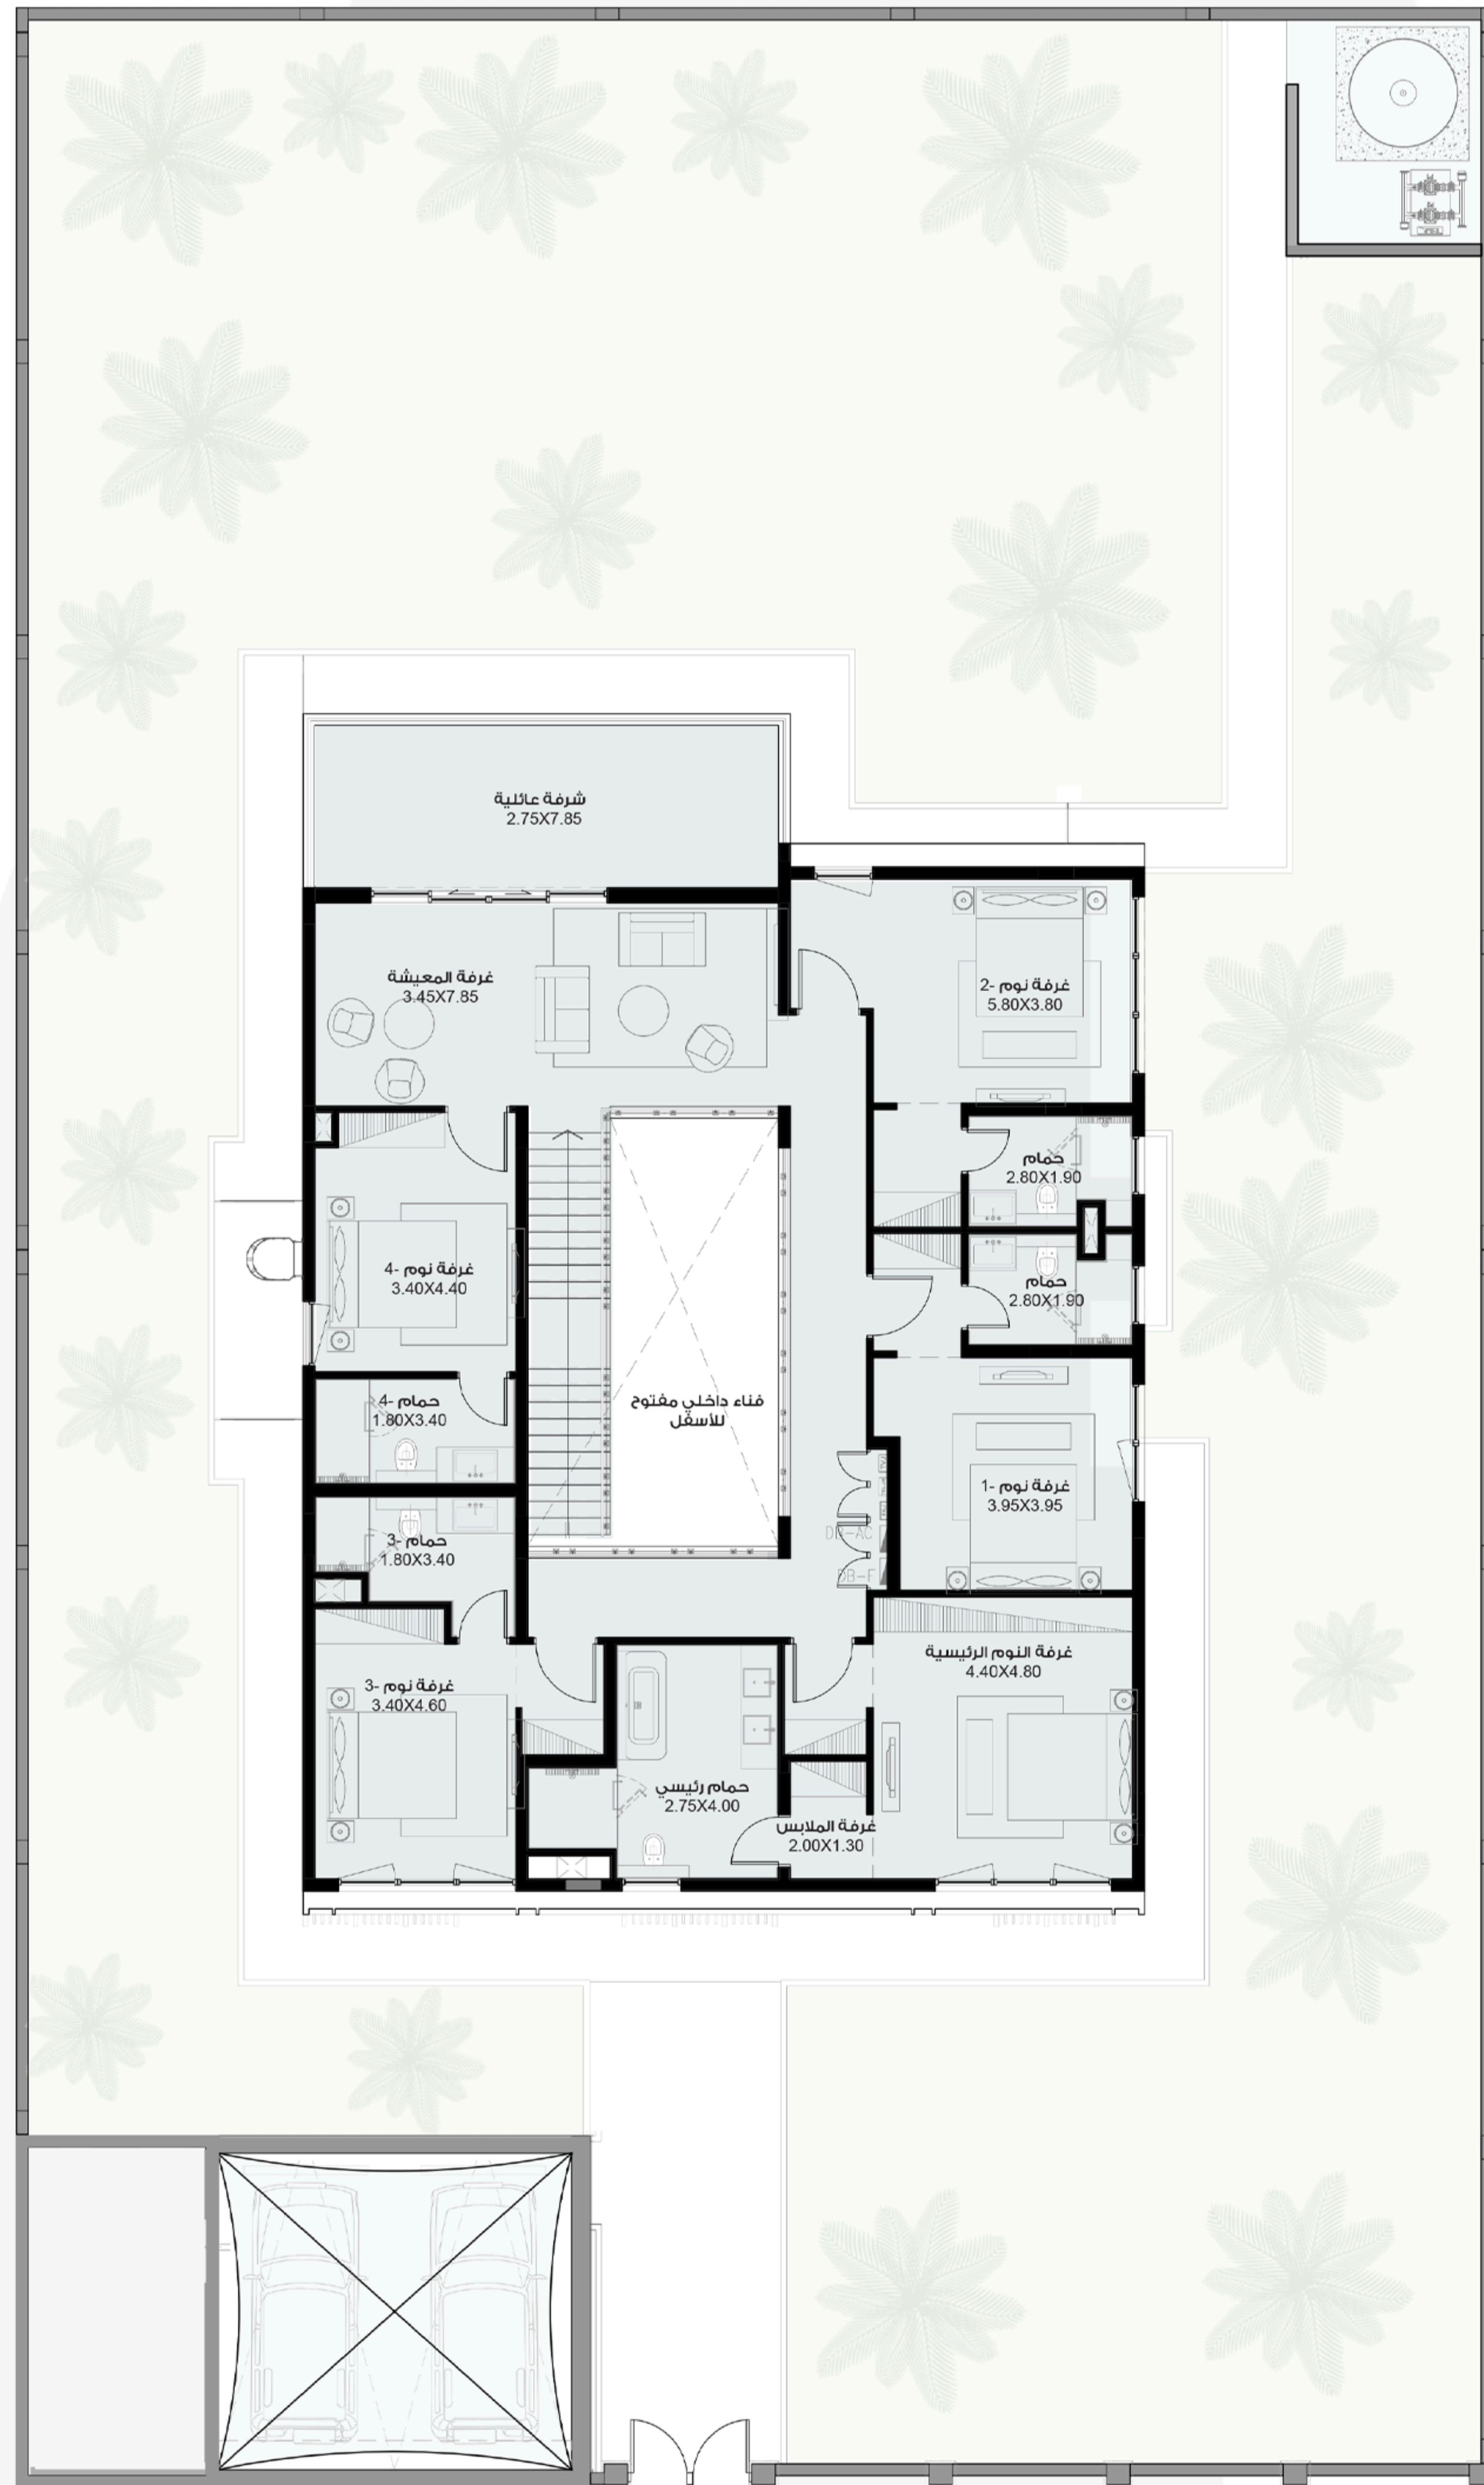 شرفة عائلية
2.75X7.85
غرفة المعيشة
3.45X7.85
غرفة نوم -2
5.80X3.80
حمام
2.80X1.90
حمام
2.80X1.90
غرفة نوم -4
3.40X4.40
فناء داخلي مفتوح
للأسفل
حمام -4
1.80X3.40
غرفة نوم -1
3.95X3.95
DB-AC
DB-F
حمام -3
1.80X3.40
غرفة النوم الرئيسية
4.40X4.80
غرفة نوم -3
3.40X4.60
حمام رئيسي
2.75X4.00
غرفة الملابس
2.00X1.30